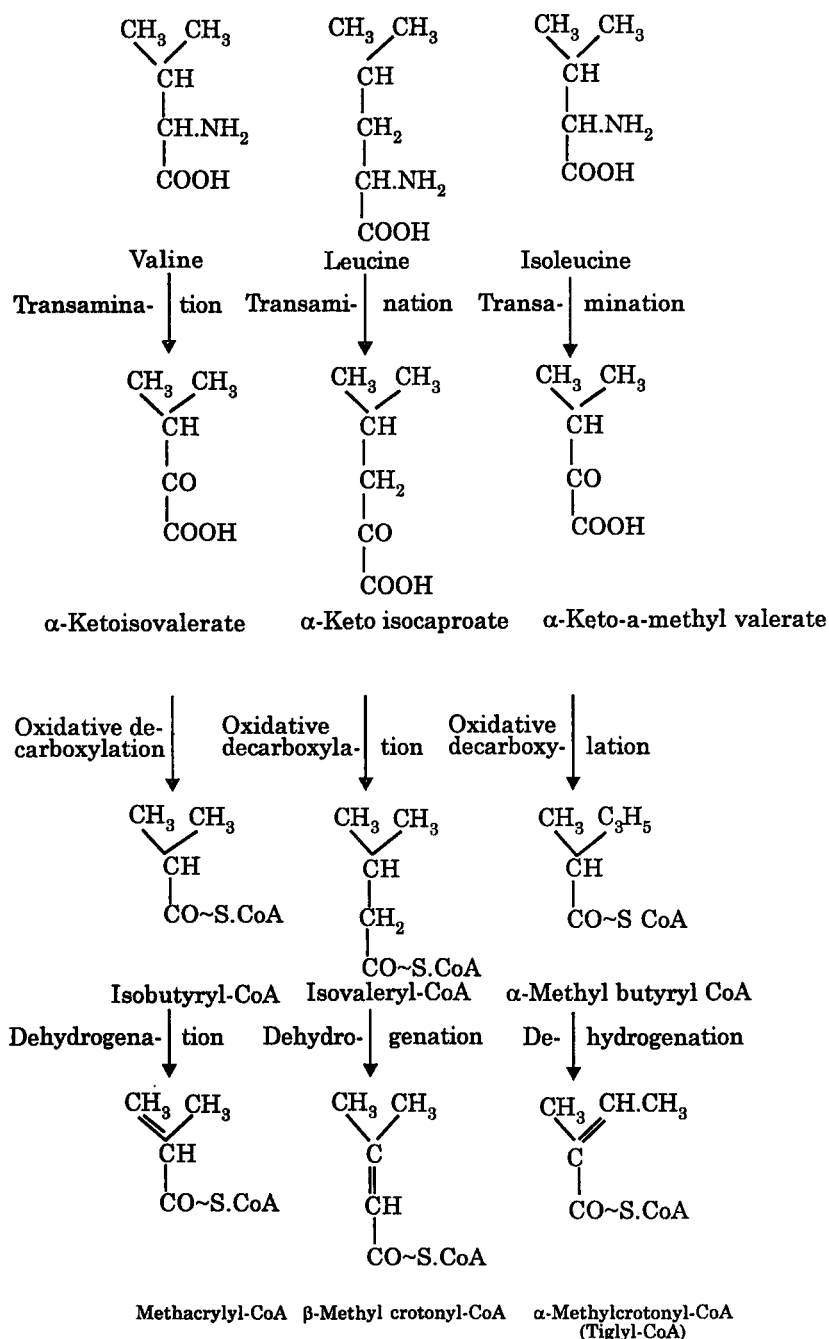 CH₃ CH₃ CH₃ CH₃ CH₃ CH₃
CH CH CH
CH.NH₂ CH₂ CH.NH₂
COOH CH.NH₂ COOH
COOH
Valine Leucine Isoleucine
Transamina- tion Transami- nation Transa- mination
CH₃ CH₃ CH₃ CH₃ CH₃ CH₃
CH CH CH
CO CH₂ CO
COOH CO COOH
COOH
α-Ketoisovalerate α-Keto isocaproate α-Keto-a-methyl valerate
Oxidative de- Oxidative Oxidative
carboxylation decarboxyla- tion decarboxy- lation
CH₃ CH₃ CH₃ CH₃ CH₃ C₃H₅
CH CH CH
CO~S.CoA CH₂ CO~S CoA
CO~S.CoA
Isobutyryl-CoA Isovaleryl-CoA α-Methyl butyryl CoA
Dehydrogena- tion Dehydro- genation De- hydrogenation
CH₃ CH₃ CH₃ CH₃ CH₃ CH.CH₃
CH C C
CO~S.CoA CH CO~S.CoA
CO~S.CoA
Methacrylyl-CoA β-Methyl crotonyl-CoA α-Methylcrotonyl-CoA
(Tiglyl-CoA)